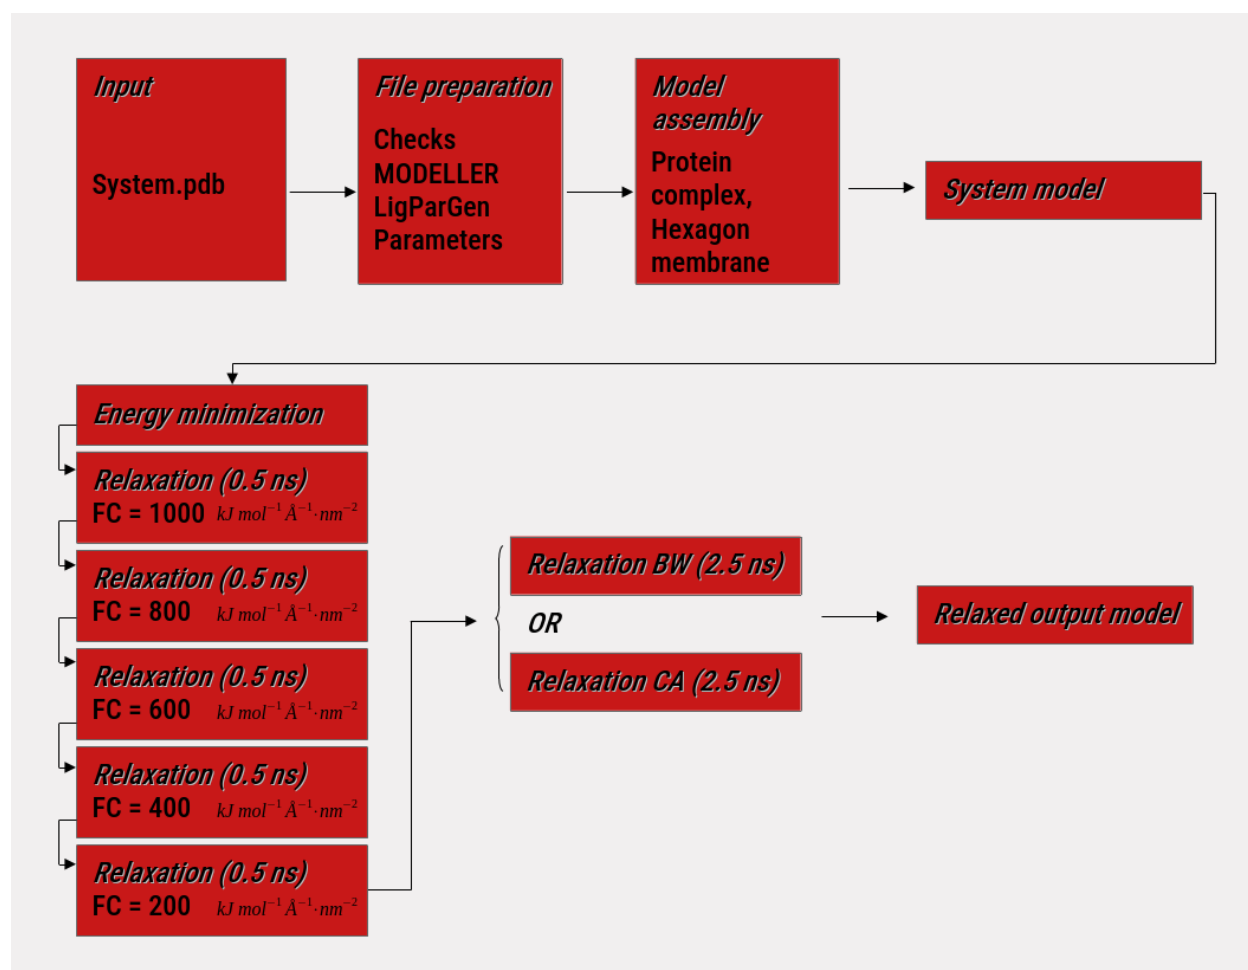 Input
System.pdb
File preparation
Checks
MODELLER
LigParGen
Parameters
Model
assembly
Protein
complex,
Hexagon
membrane
System model
Energy minimization
Relaxation (0.5 ns)
FC = 1000 kJ mol⁻¹ Å⁻¹·nm⁻²
Relaxation (0.5 ns)
FC = 800 kJ mol⁻¹ Å⁻¹·nm⁻²
Relaxation (0.5 ns)
FC = 600 kJ mol⁻¹ Å⁻¹·nm⁻²
Relaxation (0.5 ns)
FC = 400 kJ mol⁻¹ Å⁻¹·nm⁻²
Relaxation (0.5 ns)
FC = 200 kJ mol⁻¹ Å⁻¹·nm⁻²
Relaxation BW (2.5 ns)
OR
Relaxation CA (2.5 ns)
Relaxed output model